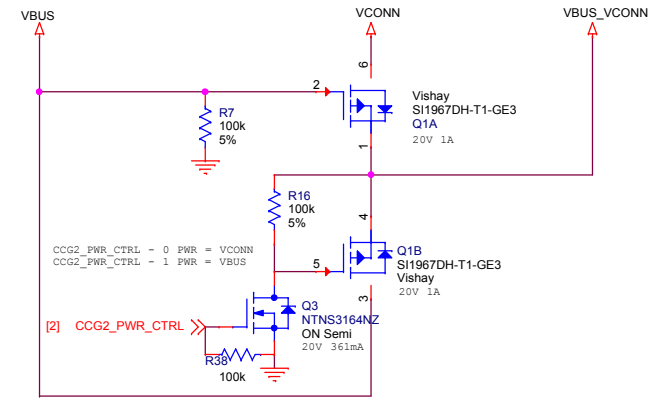 VBUS
VCONN
VBUS_VCONN
6
2
Vishay
SI1967DH-T1-GE3
Q1A
20V 1A
R7
100k
5%
1
R16
100k
5%
4
CCG2_PWR_CTRL - 0 PWR = VCONN
CCG2_PWR_CTRL - 1 PWR = VBUS
5
Q1B
SI1967DH-T1-GE3
Vishay
20V 1A
3
Q3
NTNS3164NZ
ON Semi
20V 361mA
[2] CCG2_PWR_CTRL
R38
100k